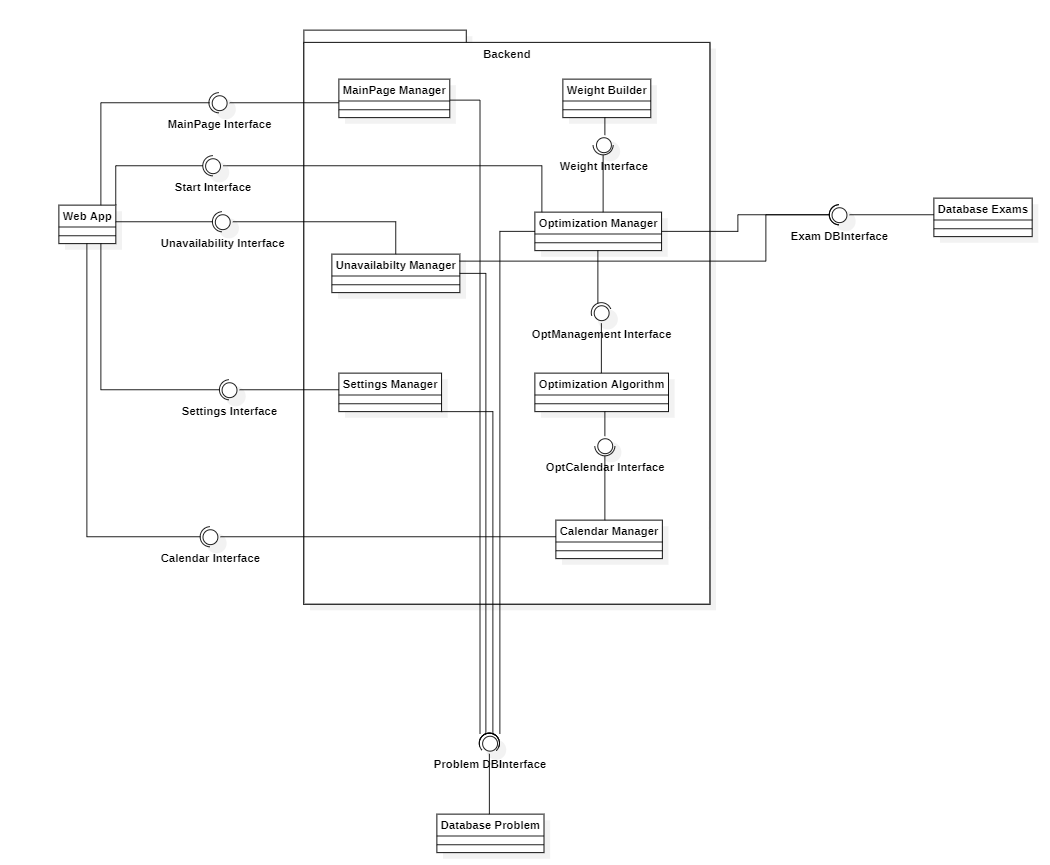 Backend
MainPage Manager
Weight Builder
MainPage Interface
Weight Interface
Start Interface
Web App
Optimization Manager
Database Exams
Unavailability Interface
Exam DBInterface
Unavailabilty Manager
OptManagement Interface
Settings Manager
Optimization Algorithm
Settings Interface
OptCalendar Interface
Calendar Manager
Calendar Interface
Problem DBInterface
Database Problem